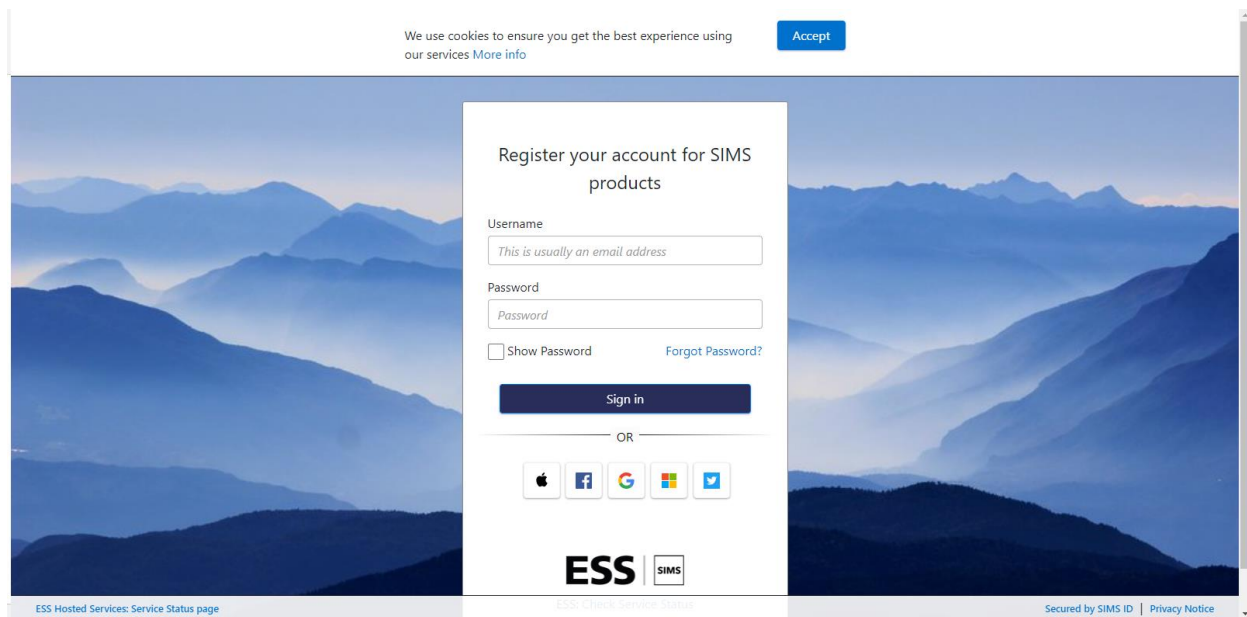 We use cookies to ensure you get the best experience using
our services More info
Accept
Register your account for SIMS
products
Username
This is usually an email address
Password
Password
Show Password
Forgot Password?
Sign in
OR
ESS
SIMS
ESS: Check Service Status
ESS Hosted Services: Service Status page
Secured by SIMS ID | Privacy Notice